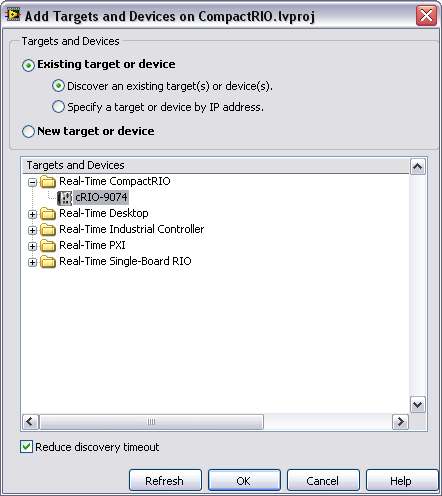 Add Targets and Devices on CompactRIO.lvproj
Targets and Devices
Existing target or device
Discover an existing target(s) or device(s).
Specify a target or device by IP address.
New target or device
Targets and Devices
Real-Time CompactRIO
cRIO-9074
Real-Time Desktop
Real-Time Industrial Controller
Real-Time PXI
Real-Time Single-Board RIO
Reduce discovery timeout
Refresh
OK
Cancel
Help